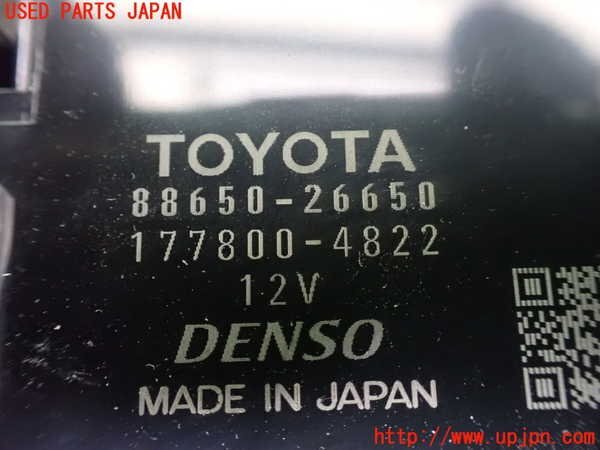 USED PARTS JAPAN
TOYOTA
88650-26650
177800-4822
12V
DENSO
MADE IN JAPAN
http://www.upjpn.com/